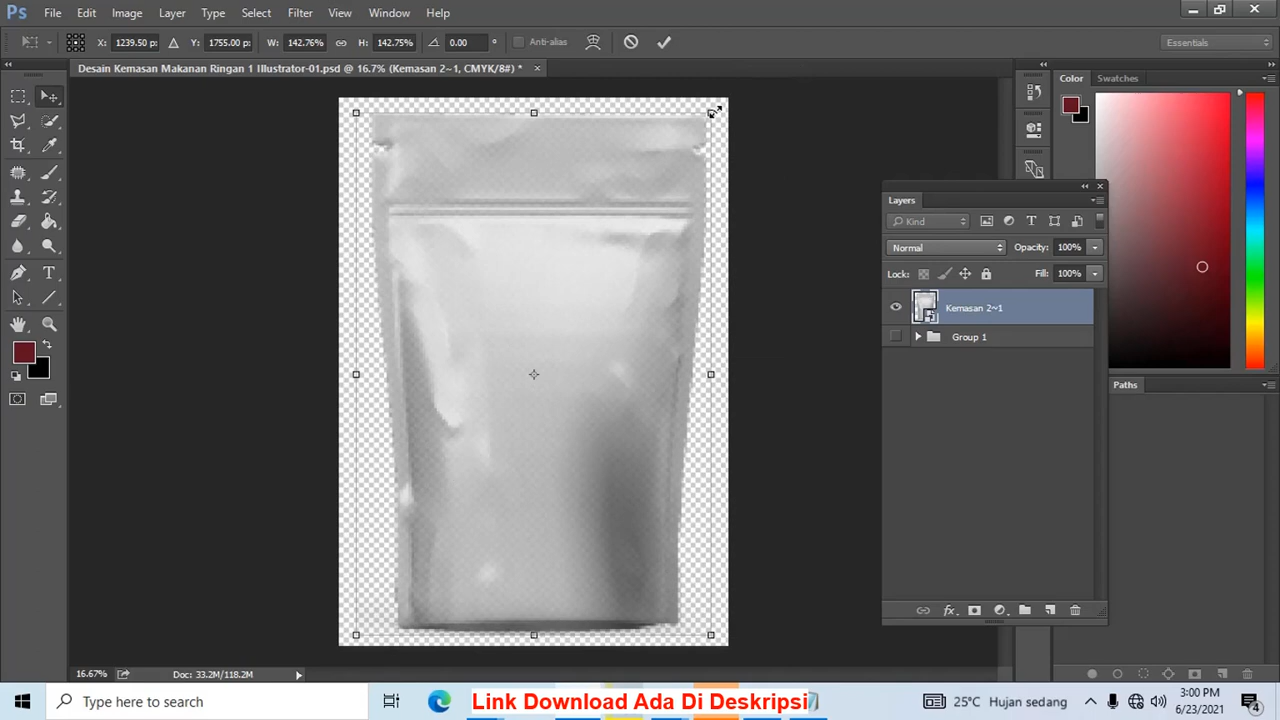 Ps File Edit Image Layer Type Select Filter View Window Help
X: 1239.50 p: Y: 1755.00 p: W: 142.76% H: 142.75% 0.00 ° Anti-alias Essentials
Desain Kemasan Makanan Ringan 1 Illustrator-01.psd @ 16.7% (Kemasan 2~1, CMYK/8#) * ×
Color Swatches
Layers
Kind
Normal Opacity: 100%
Lock: Fill: 100%
Kemasan 2~1
Group 1
Paths
16.67% Doc: 33.2M/118.2M
Type here to search
Link Download Ada Di Deskripsi
25°C Hujan sedang
3:00 PM
6/23/2021
4